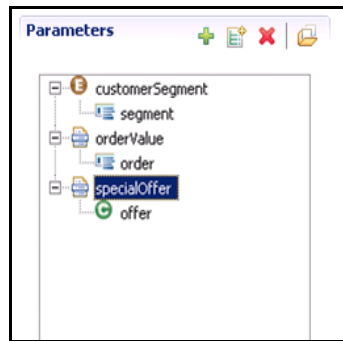 Parameters
customerSegment
segment
orderValue
order
specialOffer
offer